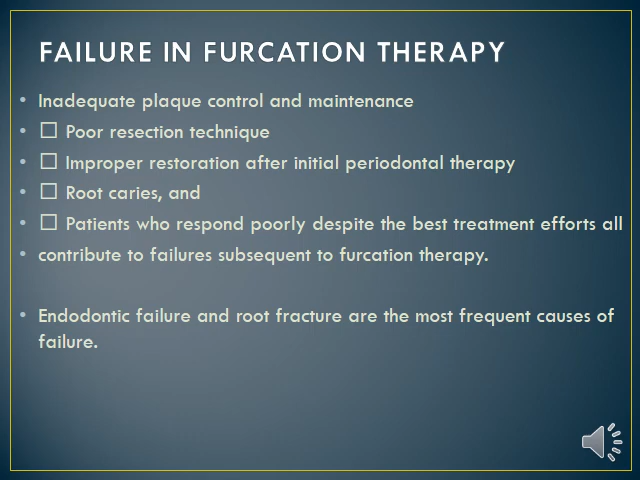 FAILURE IN FURCATION THERAPY
• Inadequate plaque control and maintenance
• ☐ Poor resection technique
• ☐ Improper restoration after initial periodontal therapy
• ☐ Root caries, and
• ☐ Patients who respond poorly despite the best treatment efforts all
• contribute to failures subsequent to furcation therapy.
• Endodontic failure and root fracture are the most frequent causes of
failure.